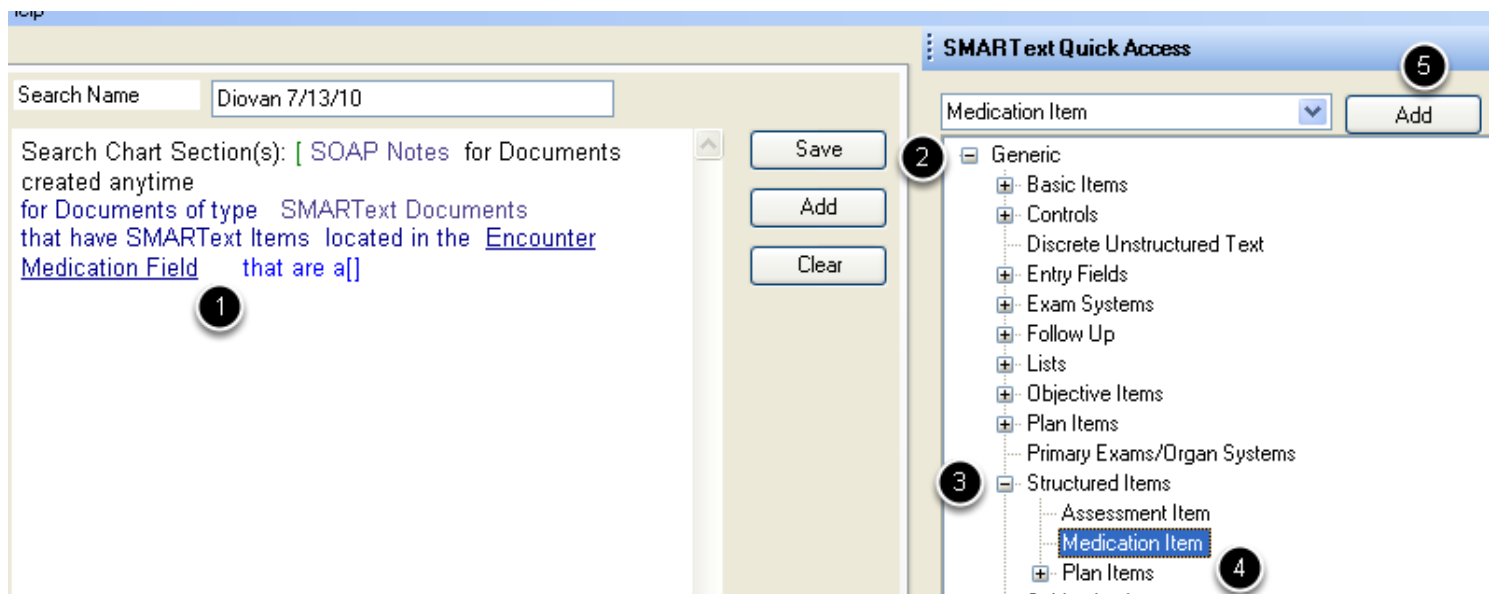 Help
SMARText Quick Access
5
Search Name
Diovan 7/13/10
Medication Item
Add
Search Chart Section(s): [ SOAP Notes for Documents
created anytime
for Documents of type SMARText Documents
that have SMARText Items located in the Encounter
Medication Field that are a[]
1
Save
Add
Clear
2
Generic
Basic Items
Controls
Discrete Unstructured Text
Entry Fields
Exam Systems
Follow Up
Lists
Objective Items
Plan Items
Primary Exams/Organ Systems
3
Structured Items
Assessment Item
Medication Item
4
Plan Items